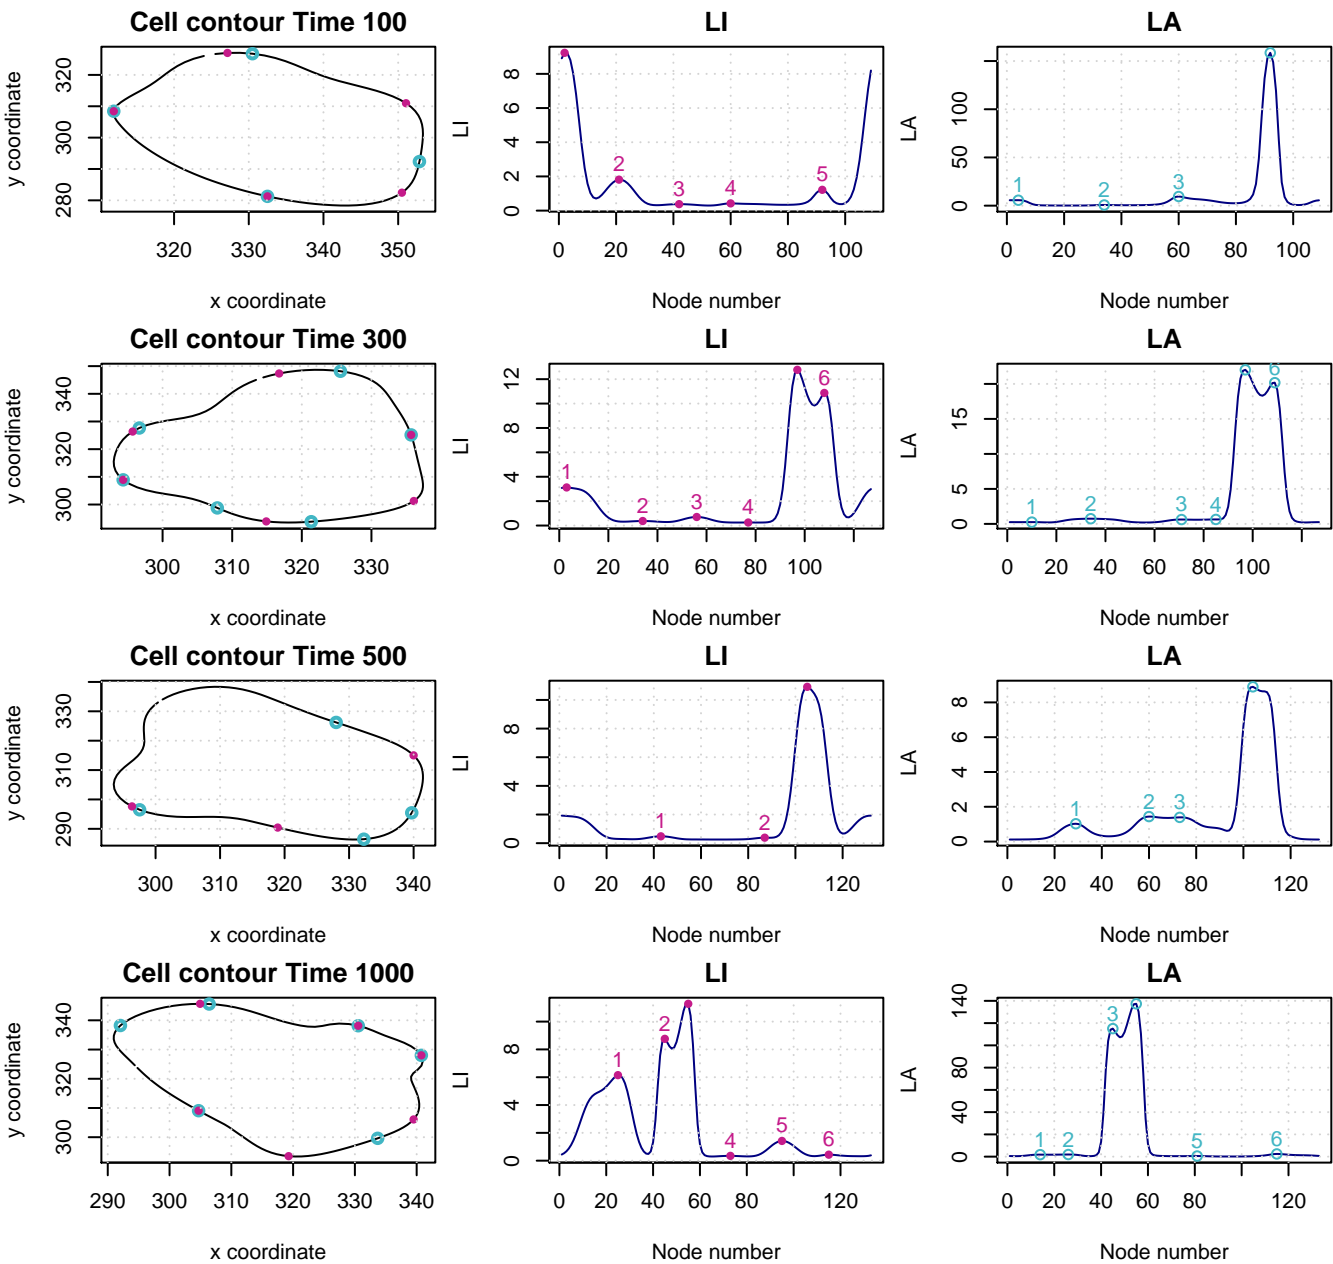 Cell contour Time 100
y coordinate
280 300 320
320 330 340 350
x coordinate
LI
LI
0 2 4 6 8
2 3 4 5
0 20 40 60 80 100
Node number
LA
LA
0 50 100
1 2 3
0 20 40 60 80 100
Node number
Cell contour Time 300
y coordinate
300 320 340
300 310 320 330
x coordinate
LI
LI
0 4 8 12
1 2 3 4 6
0 20 40 60 80 100
Node number
LA
LA
0 5 15
1 2 3 4 6
0 20 40 60 80 100
Node number
Cell contour Time 500
y coordinate
290 310 330
300 310 320 330 340
x coordinate
LI
LI
0 4 8
1 2
0 20 40 60 80 120
Node number
LA
LA
0 2 4 6 8
1 2 3
0 20 40 60 80 120
Node number
Cell contour Time 1000
y coordinate
300 320 340
290 300 310 320 330 340
x coordinate
LI
LI
0 4 8
1 2 4 5 6
0 20 40 60 80 120
Node number
LA
LA
0 40 80 140
1 2 3 5 6
0 20 40 60 80 120
Node number